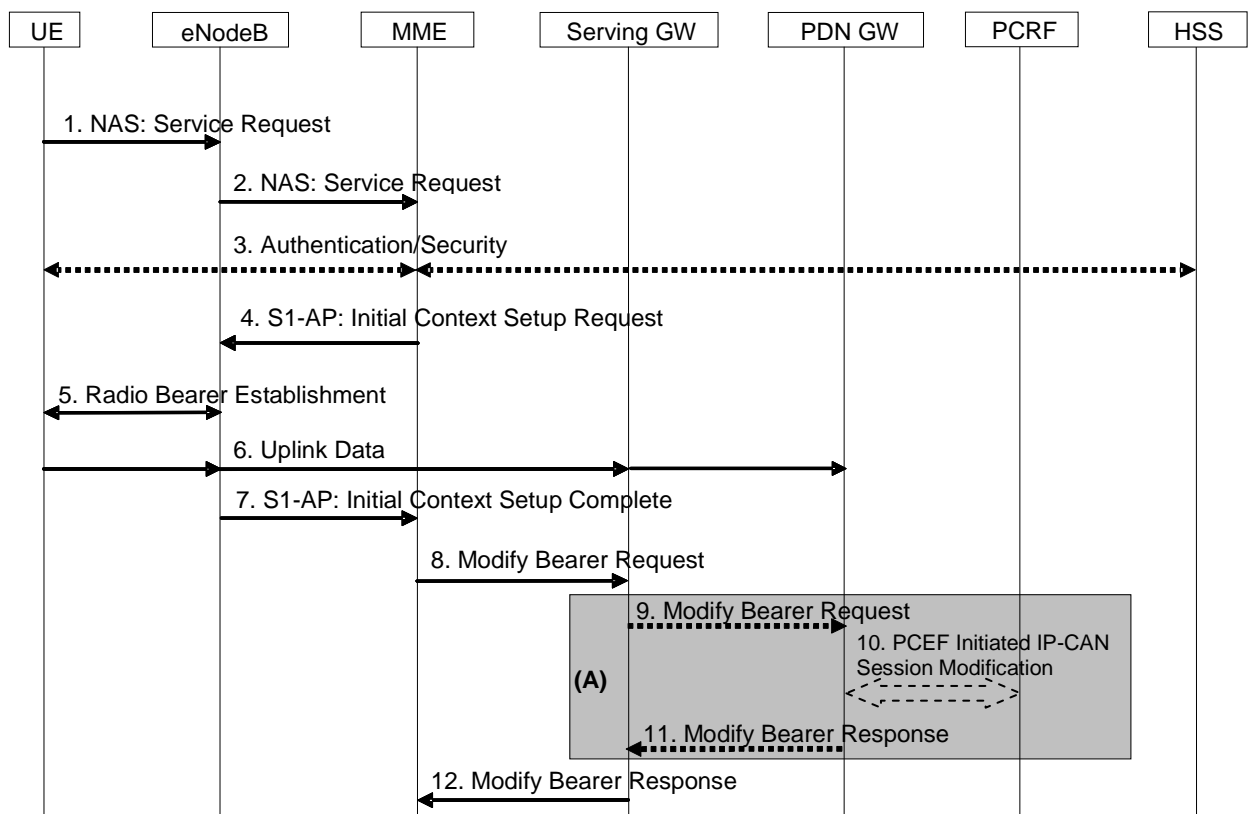 UE eNodeB MME Serving GW PDN GW PCRF HSS
1. NAS: Service Request
2. NAS: Service Request
3. Authentication/Security
4. S1-AP: Initial Context Setup Request
5. Radio Bearer Establishment
6. Uplink Data
7. S1-AP: Initial Context Setup Complete
8. Modify Bearer Request
9. Modify Bearer Request
10. PCEF Initiated IP-CAN
Session Modification
(A)
11. Modify Bearer Response
12. Modify Bearer Response